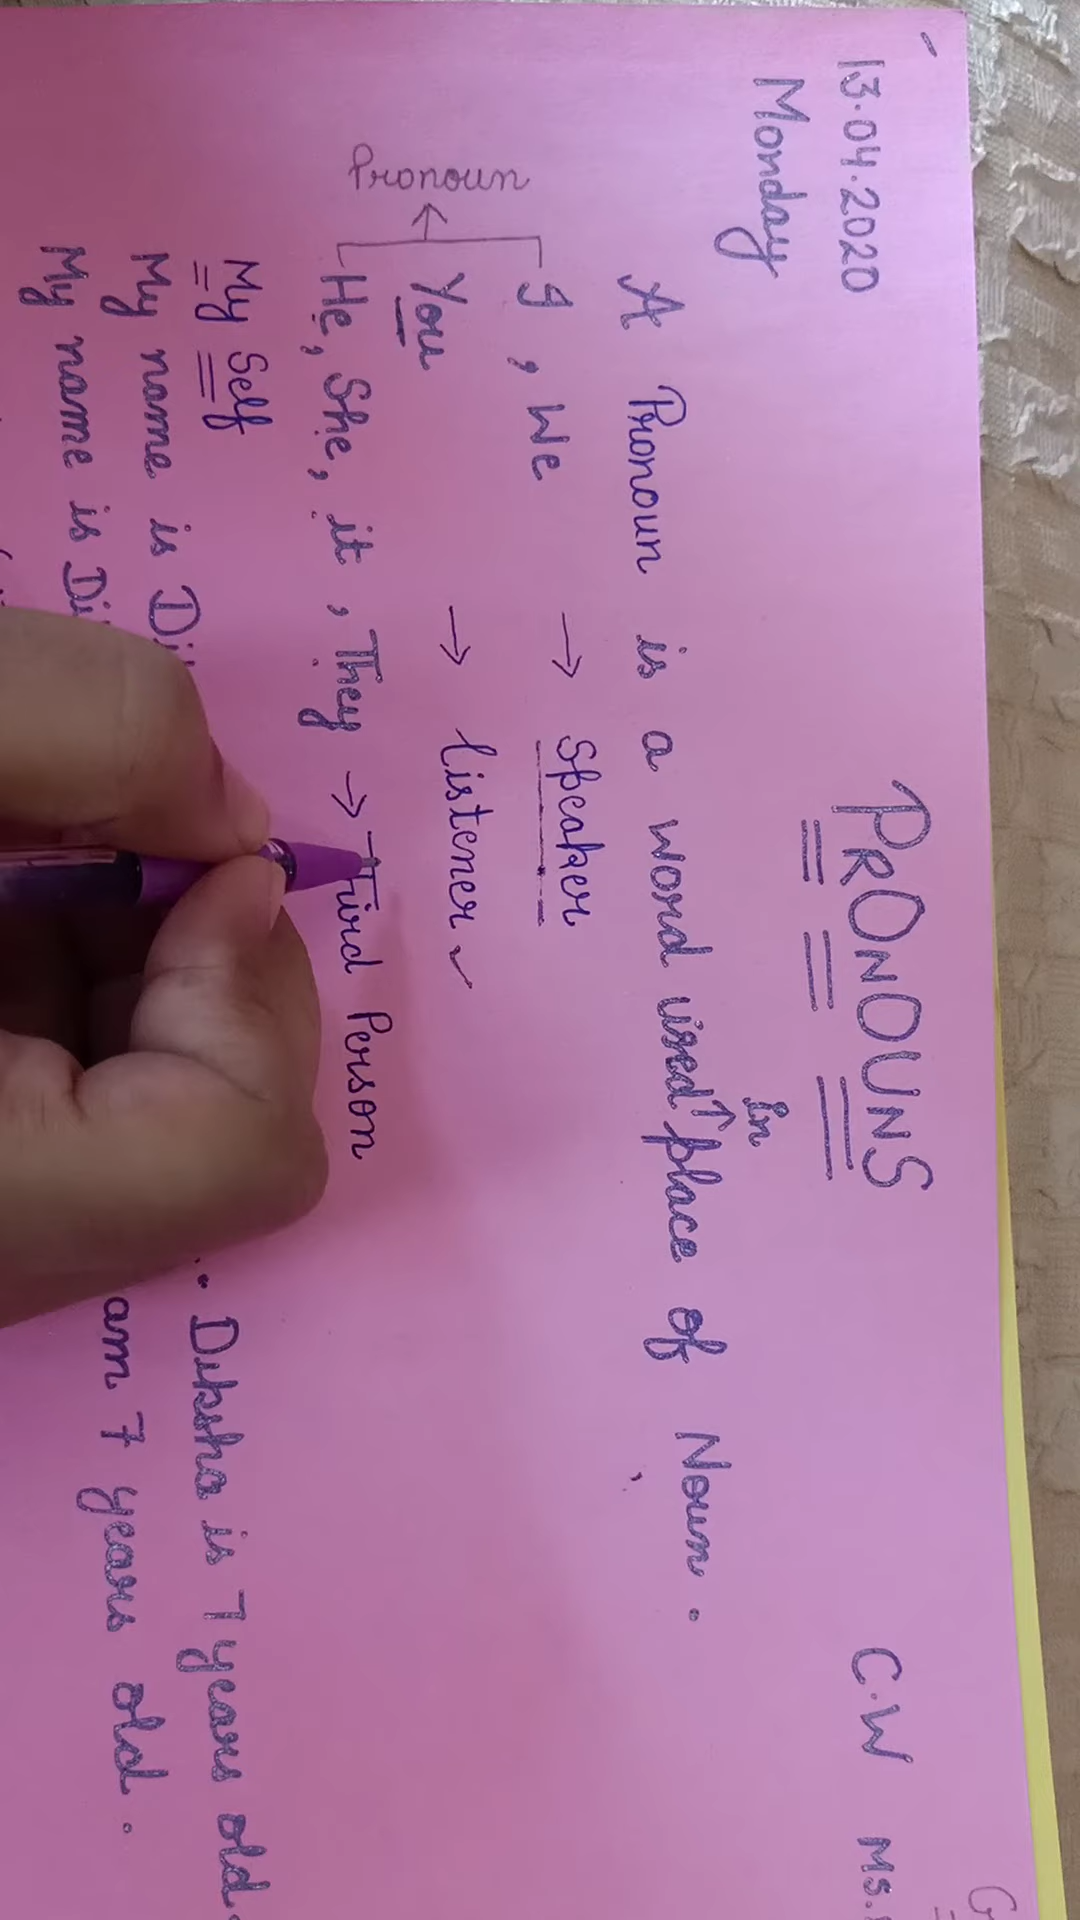 13.04.2020
C.W
Ms.
Monday
PRONOUNS
in
A Pronoun is a word used ^ place of Noun.
Pronoun
I, We → Speaker
You → listener ✓
He, She, it, They → Tird Person
My Self
My name is Diksha is 7 years old.
My name is am 7 years old.